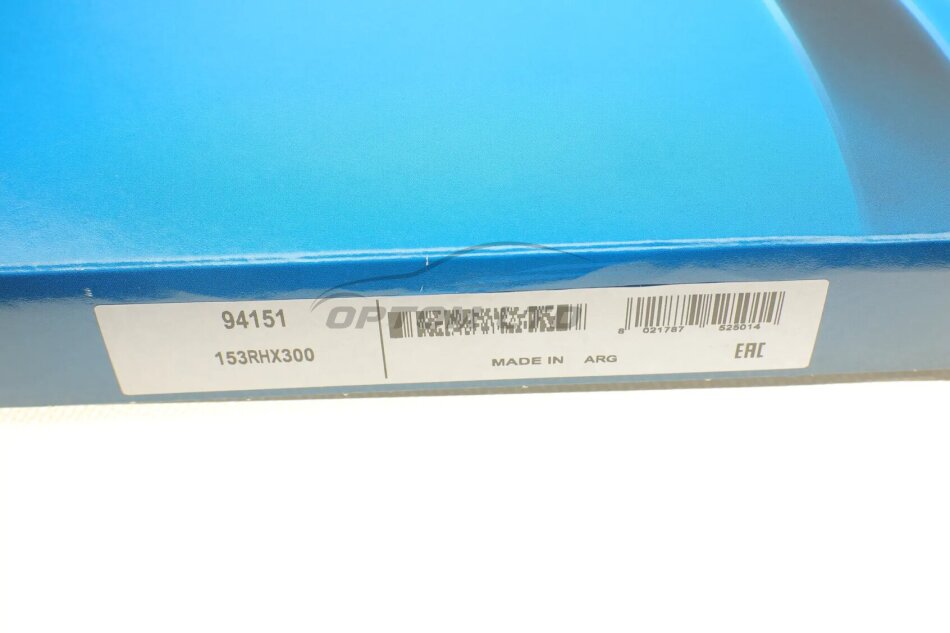 94151
153RHX300
8 021787 525014
MADE IN ARG
EAC